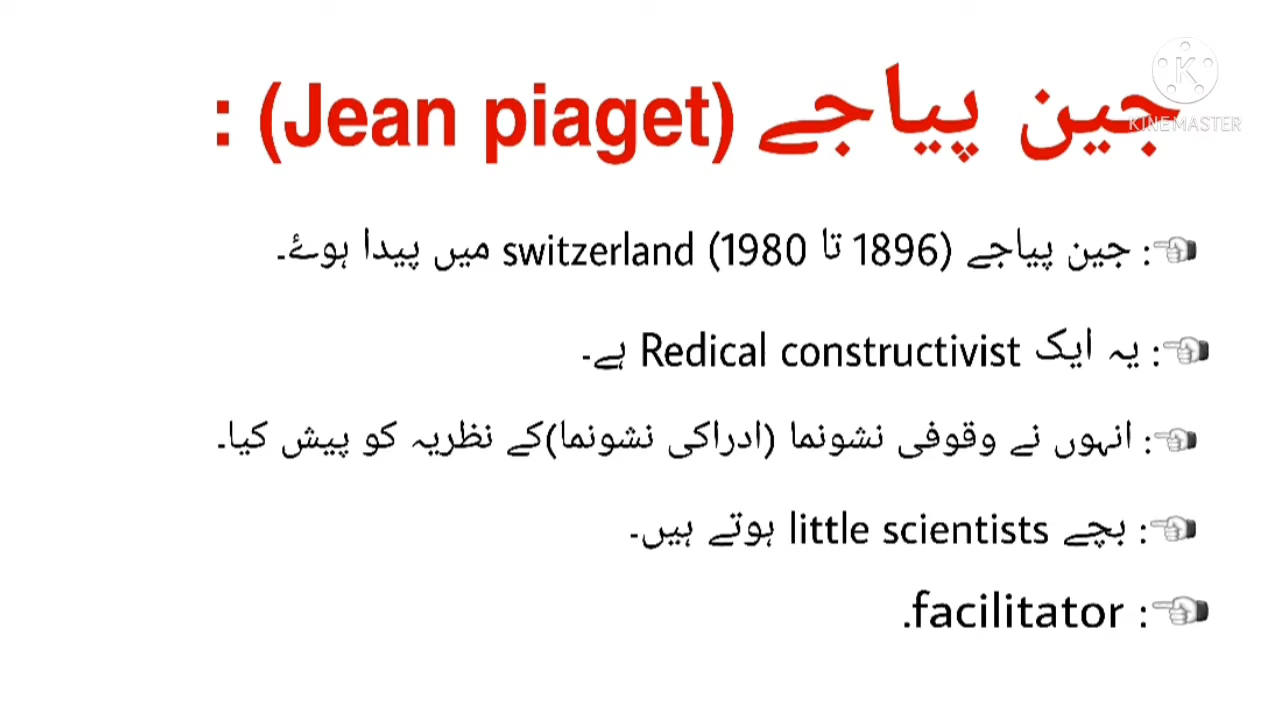 جین پیاجے (Jean piaget) :
KINEMASTER
☜: جین پیاجے (1896 تا 1980) switzerland میں پیدا ہوۓ۔
☜: یہ ایک Redical constructivist ہے۔
☜: انہوں نے وقوفی نشونما (ادراکی نشونما)کے نظریہ کو پیش کیا۔
☜: بچے little scientists ہوتے ہیں۔
☜: facilitator.